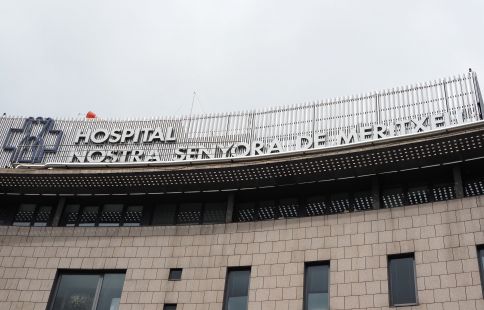 HOSPITAL
NOSTRA SENYORA DE MERITXELL